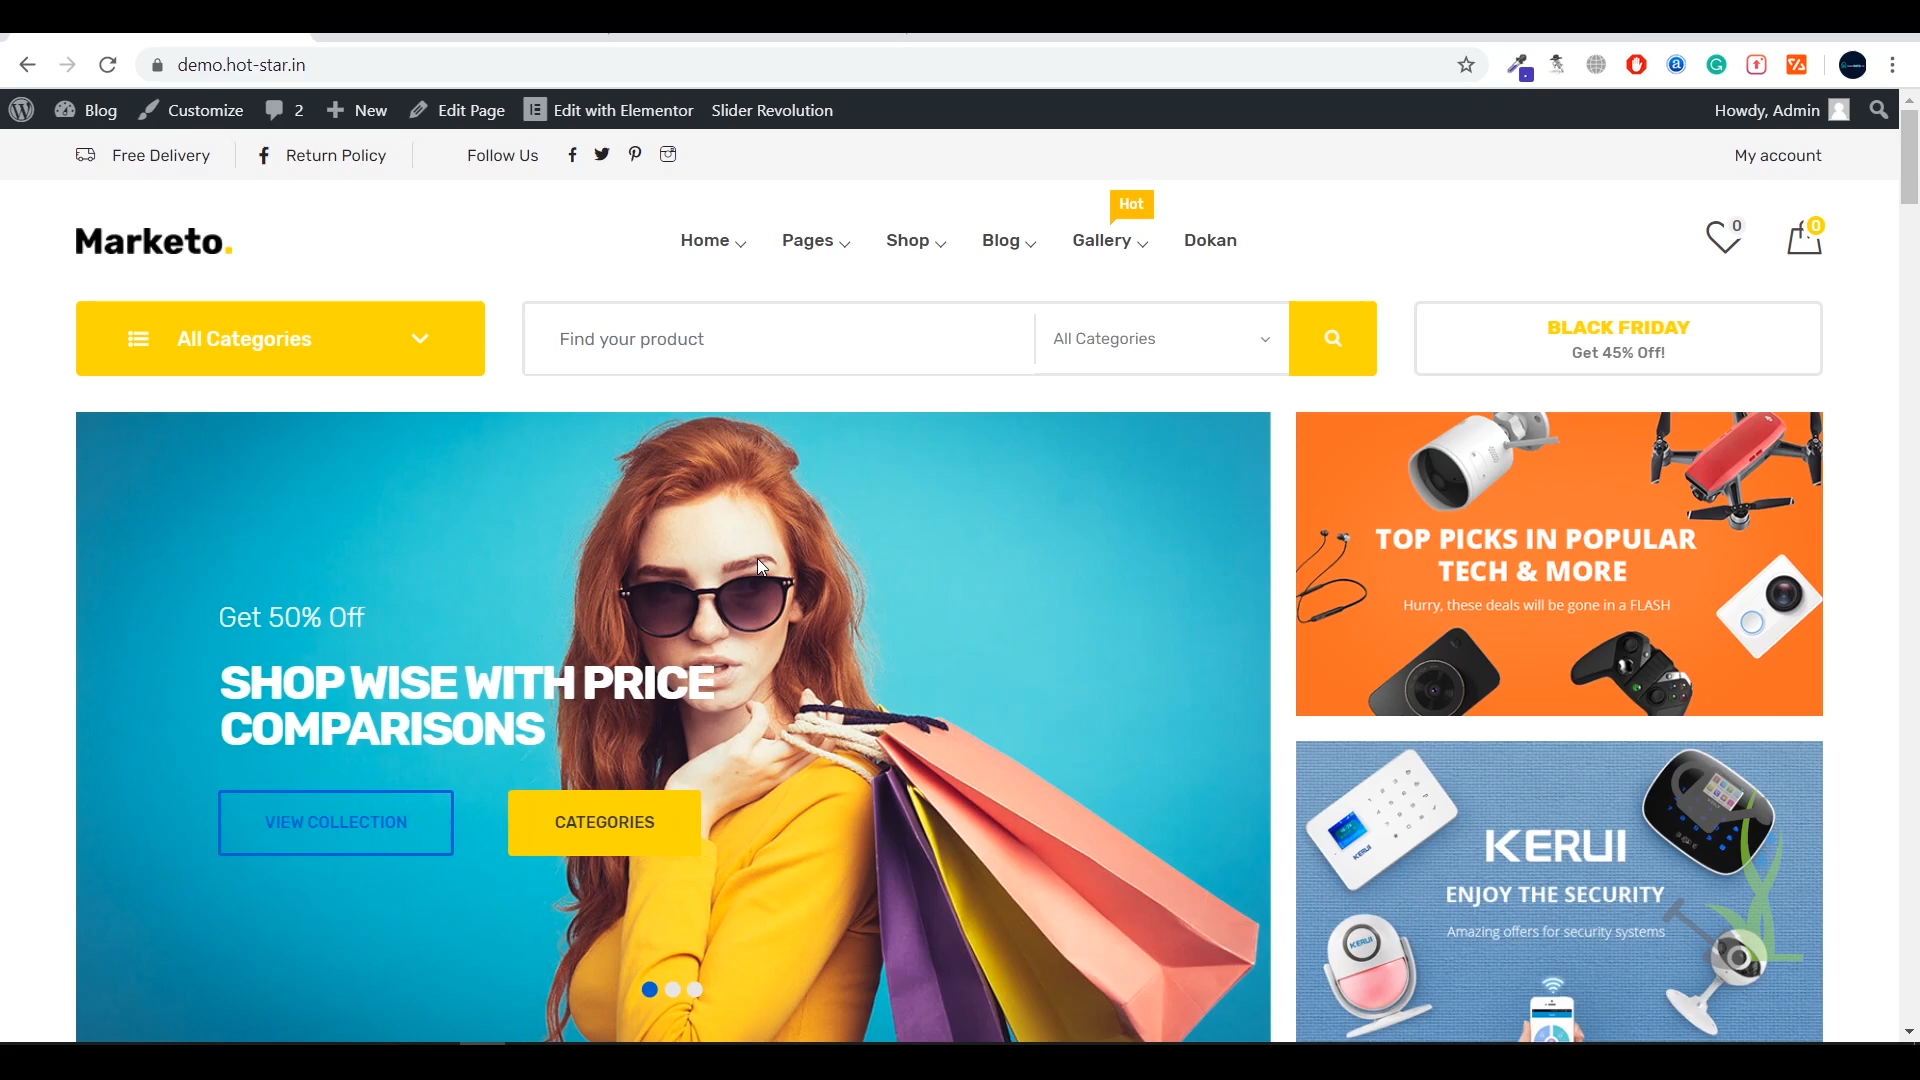 demo.hot-star.in
Blog
Customize
2
New
Edit Page
Edit with Elementor
Slider Revolution
Howdy, Admin
Free Delivery
Return Policy
Follow Us
My account
Hot
Marketo.
Home
Pages
Shop
Blog
Gallery
Dokan
0
0
All Categories
Find your product
All Categories
BLACK FRIDAY
Get 45% Off!
Get 50% Off
SHOP WISE WITH PRICE
COMPARISONS
VIEW COLLECTION
CATEGORIES
TOP PICKS IN POPULAR
TECH & MORE
Hurry, these deals will be gone in a FLASH
KERUI
KERUI
ENJOY THE SECURITY
Amazing offers for security systems
KERUI